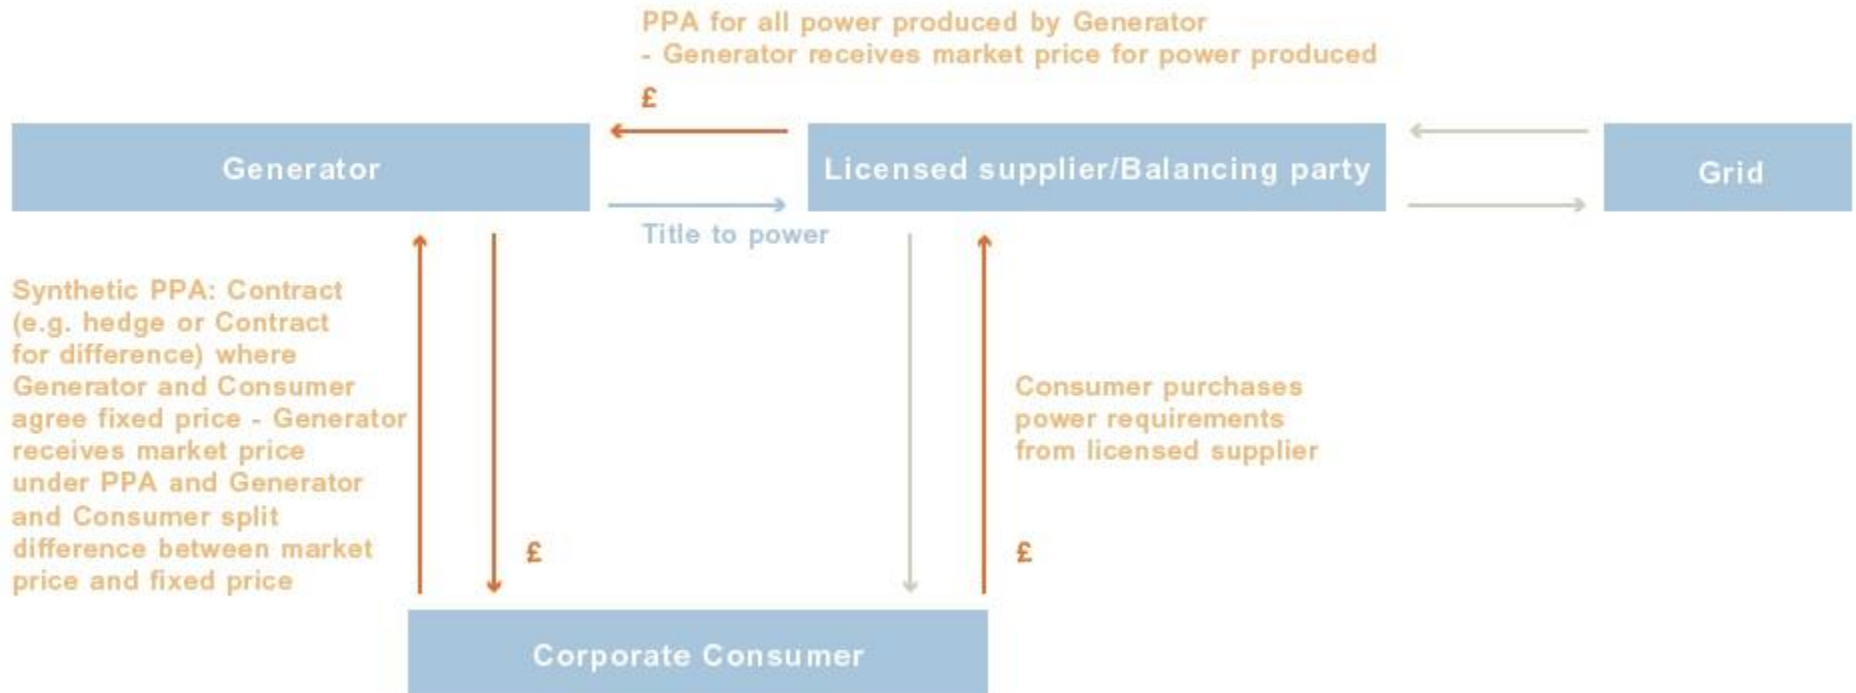 PPA for all power produced by Generator
- Generator receives market price for power produced
£
Generator
Licensed supplier/Balancing party
Grid
Title to power
Synthetic PPA: Contract
(e.g. hedge or Contract
for difference) where
Generator and Consumer
agree fixed price - Generator
receives market price
under PPA and Generator
and Consumer split
difference between market
price and fixed price
£
Consumer purchases
power requirements
from licensed supplier
£
Corporate Consumer